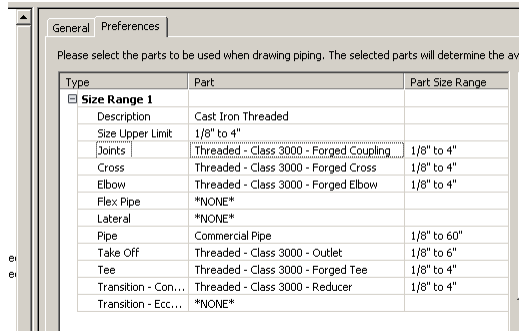 General Preferences
Please select the parts to be used when drawing piping. The selected parts will determine the av
Type Part Part Size Range
Size Range 1
Description Cast Iron Threaded
Size Upper Limit 1/8" to 4"
Joints Threaded - Class 3000 - Forged Coupling 1/8" to 4"
Cross Threaded - Class 3000 - Forged Cross 1/8" to 4"
Elbow Threaded - Class 3000 - Forged Elbow 1/8" to 4"
Flex Pipe *NONE*
Lateral *NONE*
Pipe Commercial Pipe 1/8" to 60"
Take Off Threaded - Class 3000 - Outlet 1/8" to 6"
Tee Threaded - Class 3000 - Forged Tee 1/8" to 4"
Transition - Con... Threaded - Class 3000 - Reducer 1/8" to 4"
Transition - Ecc... *NONE*